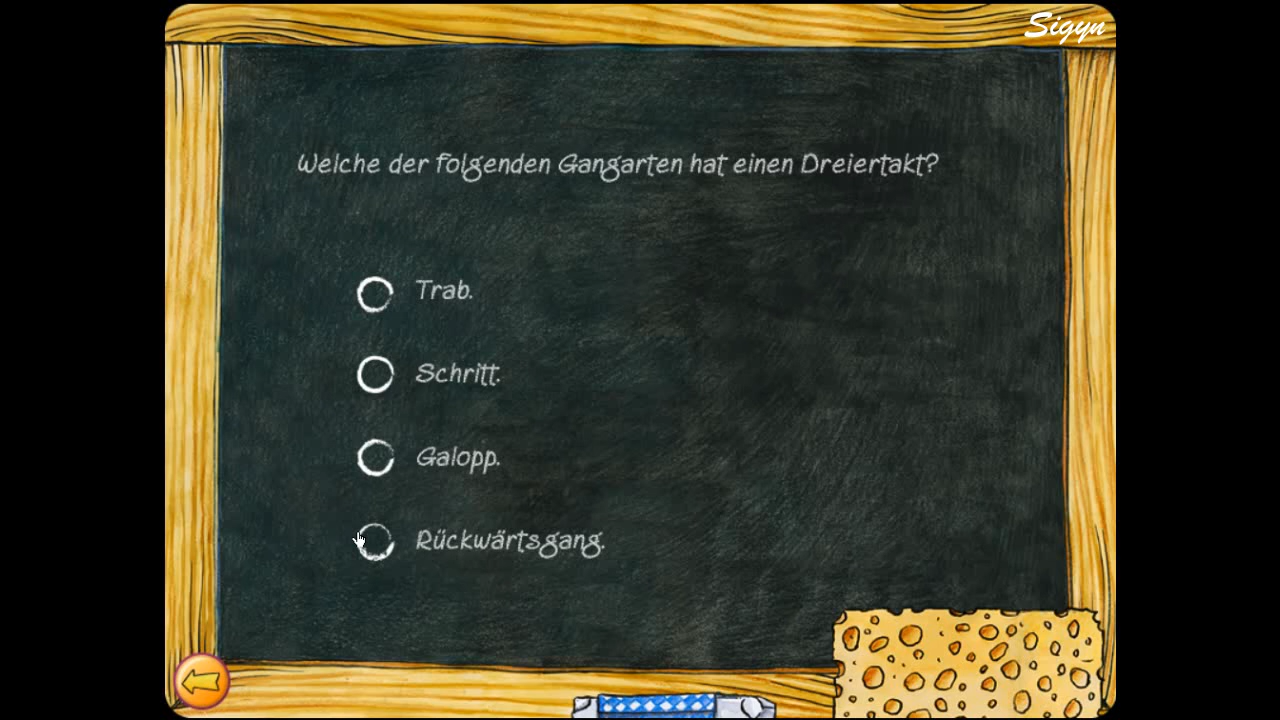 Sigyn
Welche der folgenden Gangarten hat einen Dreiertakt?
Trab.
Schritt.
Galopp.
Rückwärtsgang.